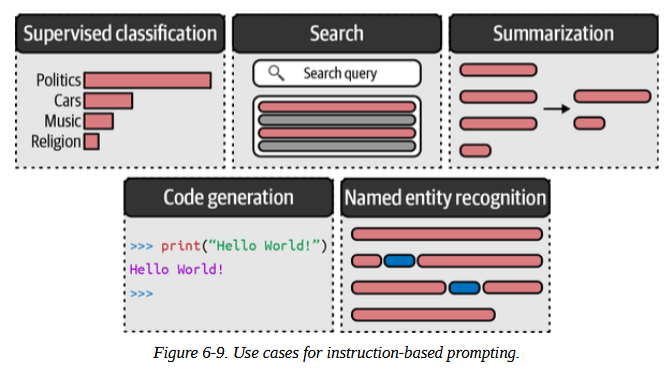 Supervised classification
Search
Summarization
Politics
Cars
Music
Religion
Search query
Code generation
Named entity recognition
>>> print(“Hello World!”)
Hello World!
>>>
Figure 6-9. Use cases for instruction-based prompting.